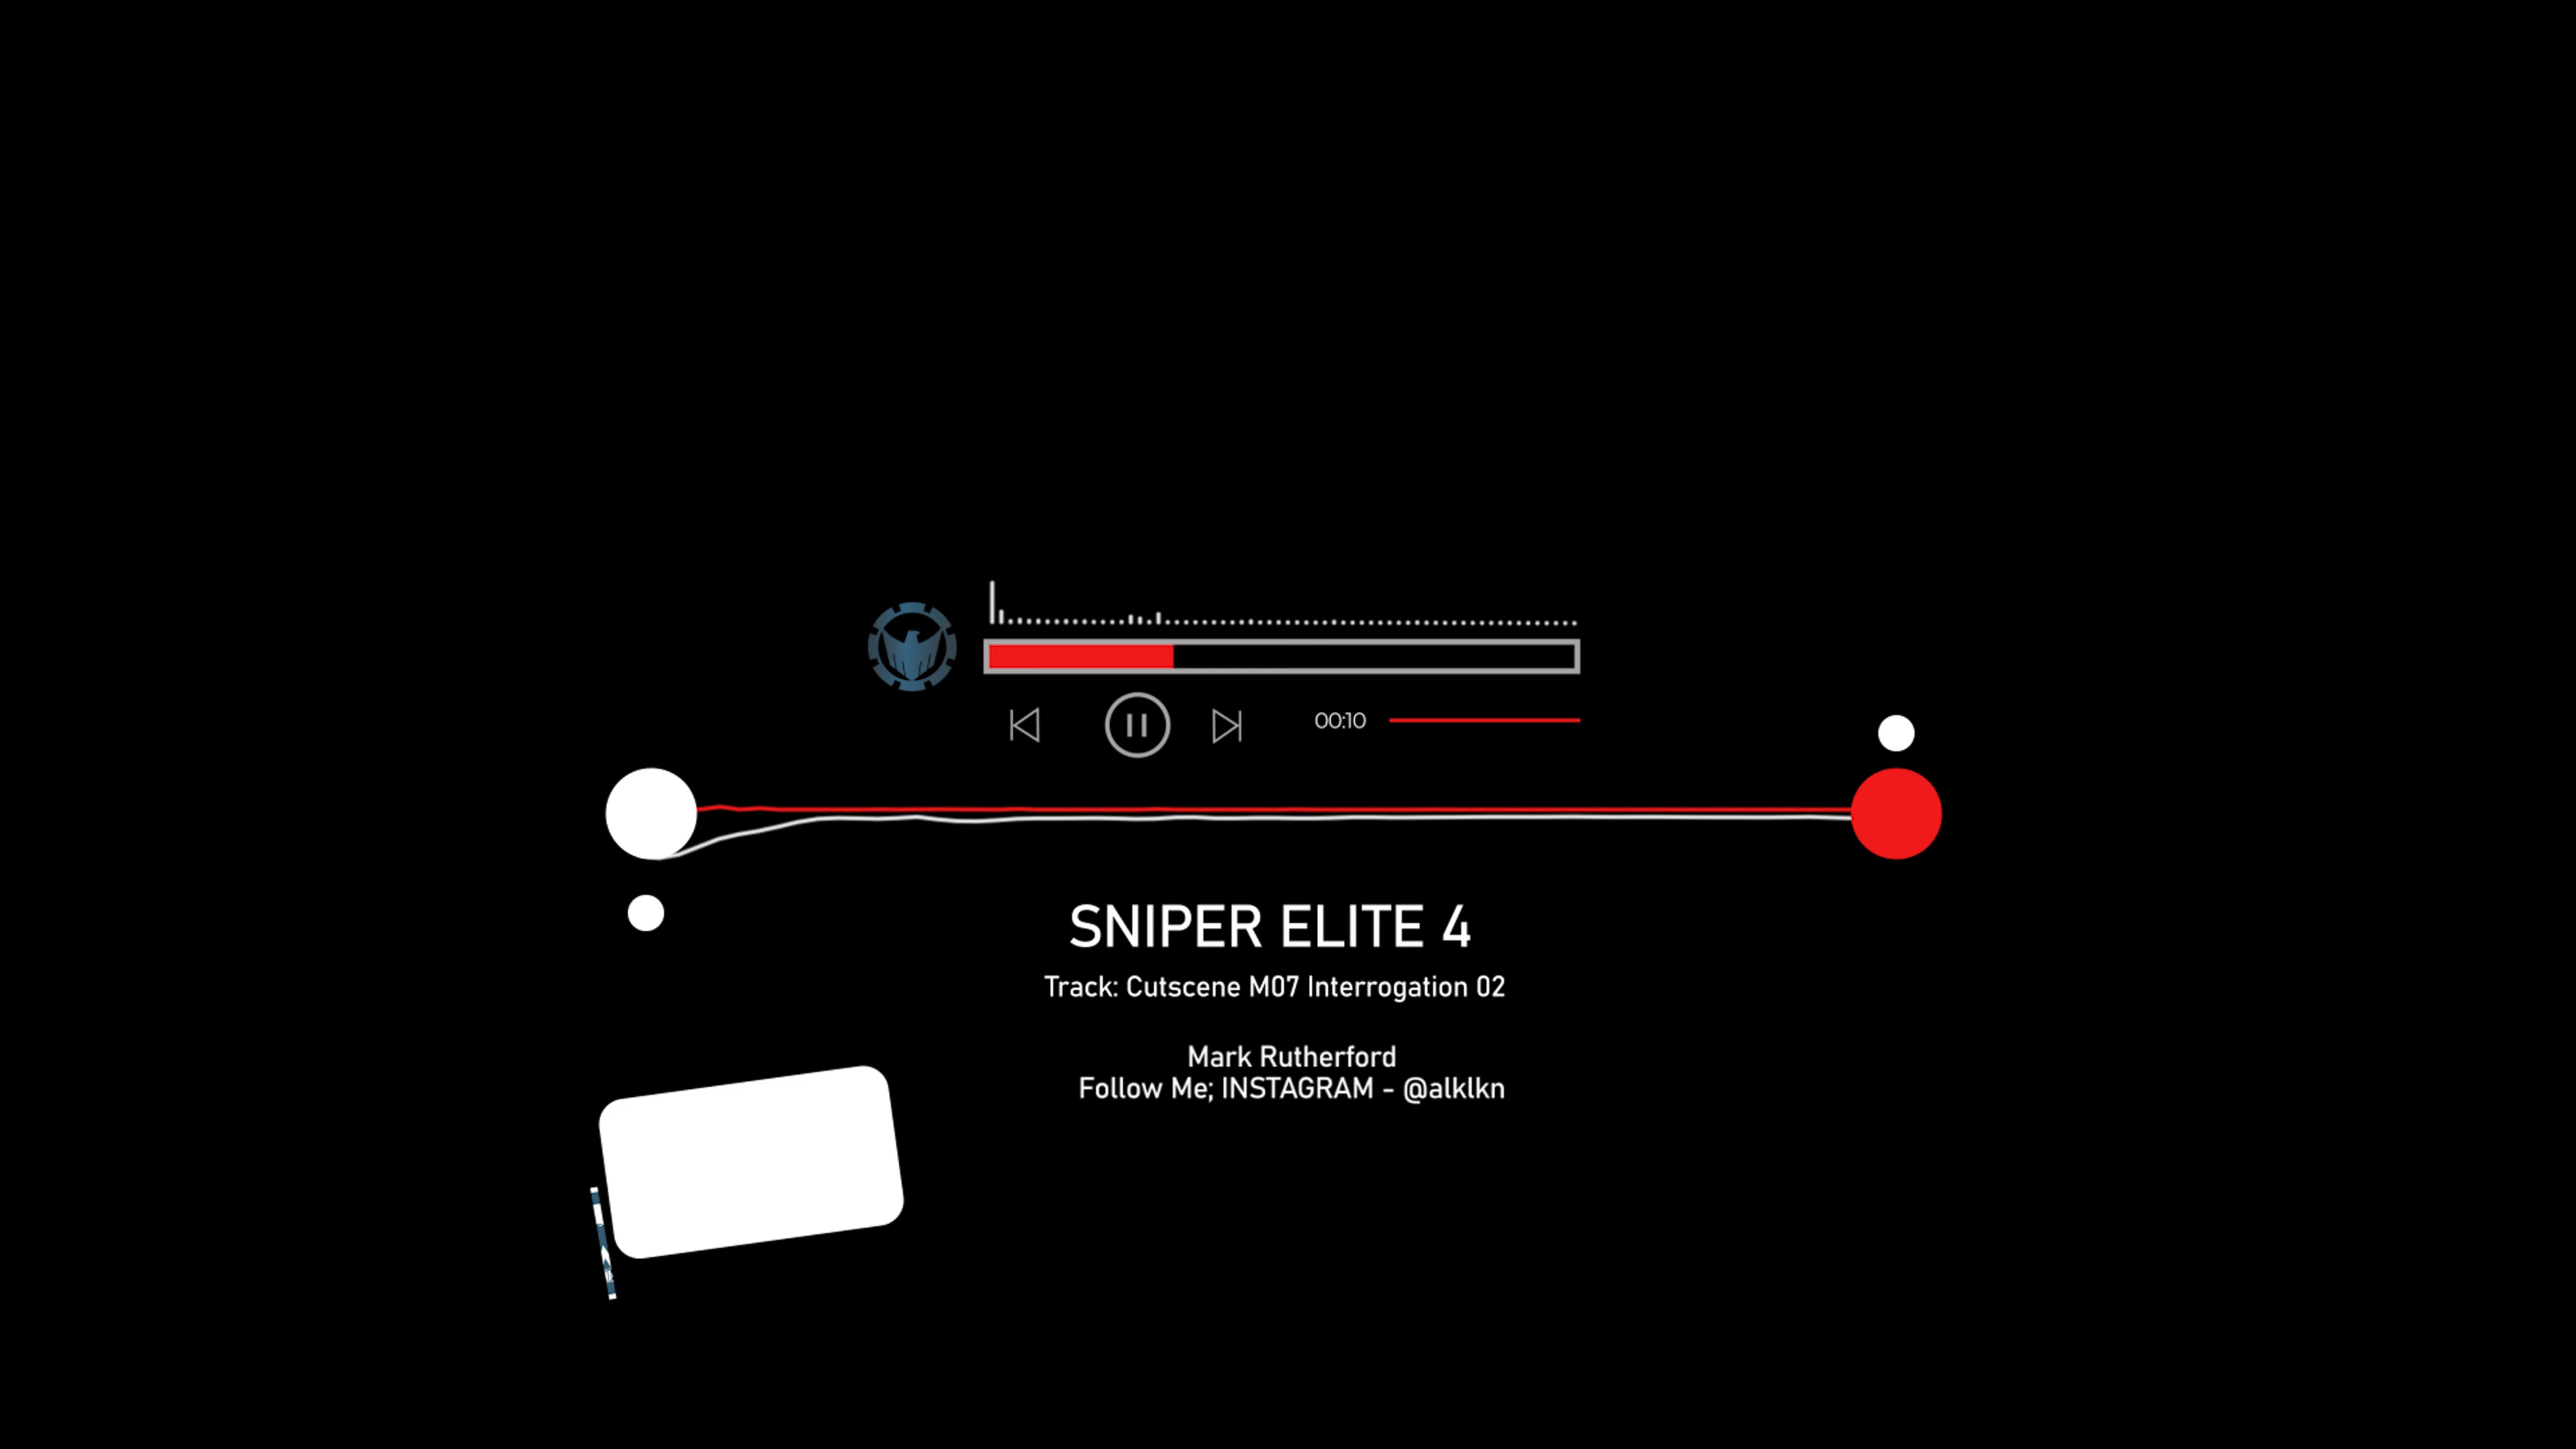 00:10
SNIPER ELITE 4
Track: Cutscene M07 Interrogation 02
Mark Rutherford
Follow Me; INSTAGRAM - @alklkn